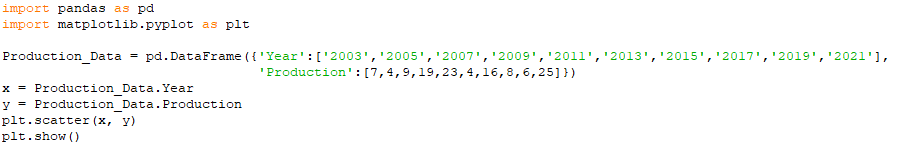 import pandas as pd
import matplotlib.pyplot as plt
Production_Data = pd.DataFrame({'Year':['2003','2005','2007','2009','2011','2013','2015','2017','2019','2021'],
'Production':[7,4,9,19,23,4,16,8,6,25]})
x = Production_Data.Year
y = Production_Data.Production
plt.scatter(x, y)
plt.show()